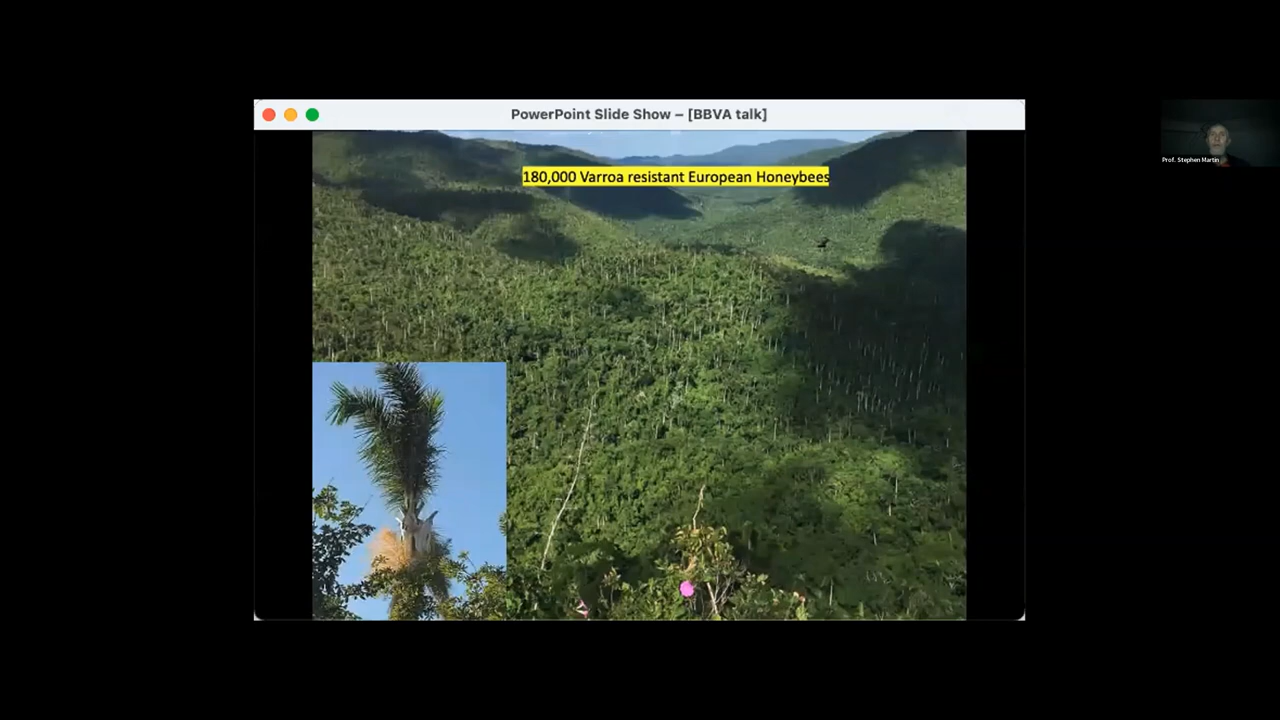 PowerPoint Slide Show – [BBVA talk]
180,000 Varroa resistant European Honeybees
Prof. Stephen Martin